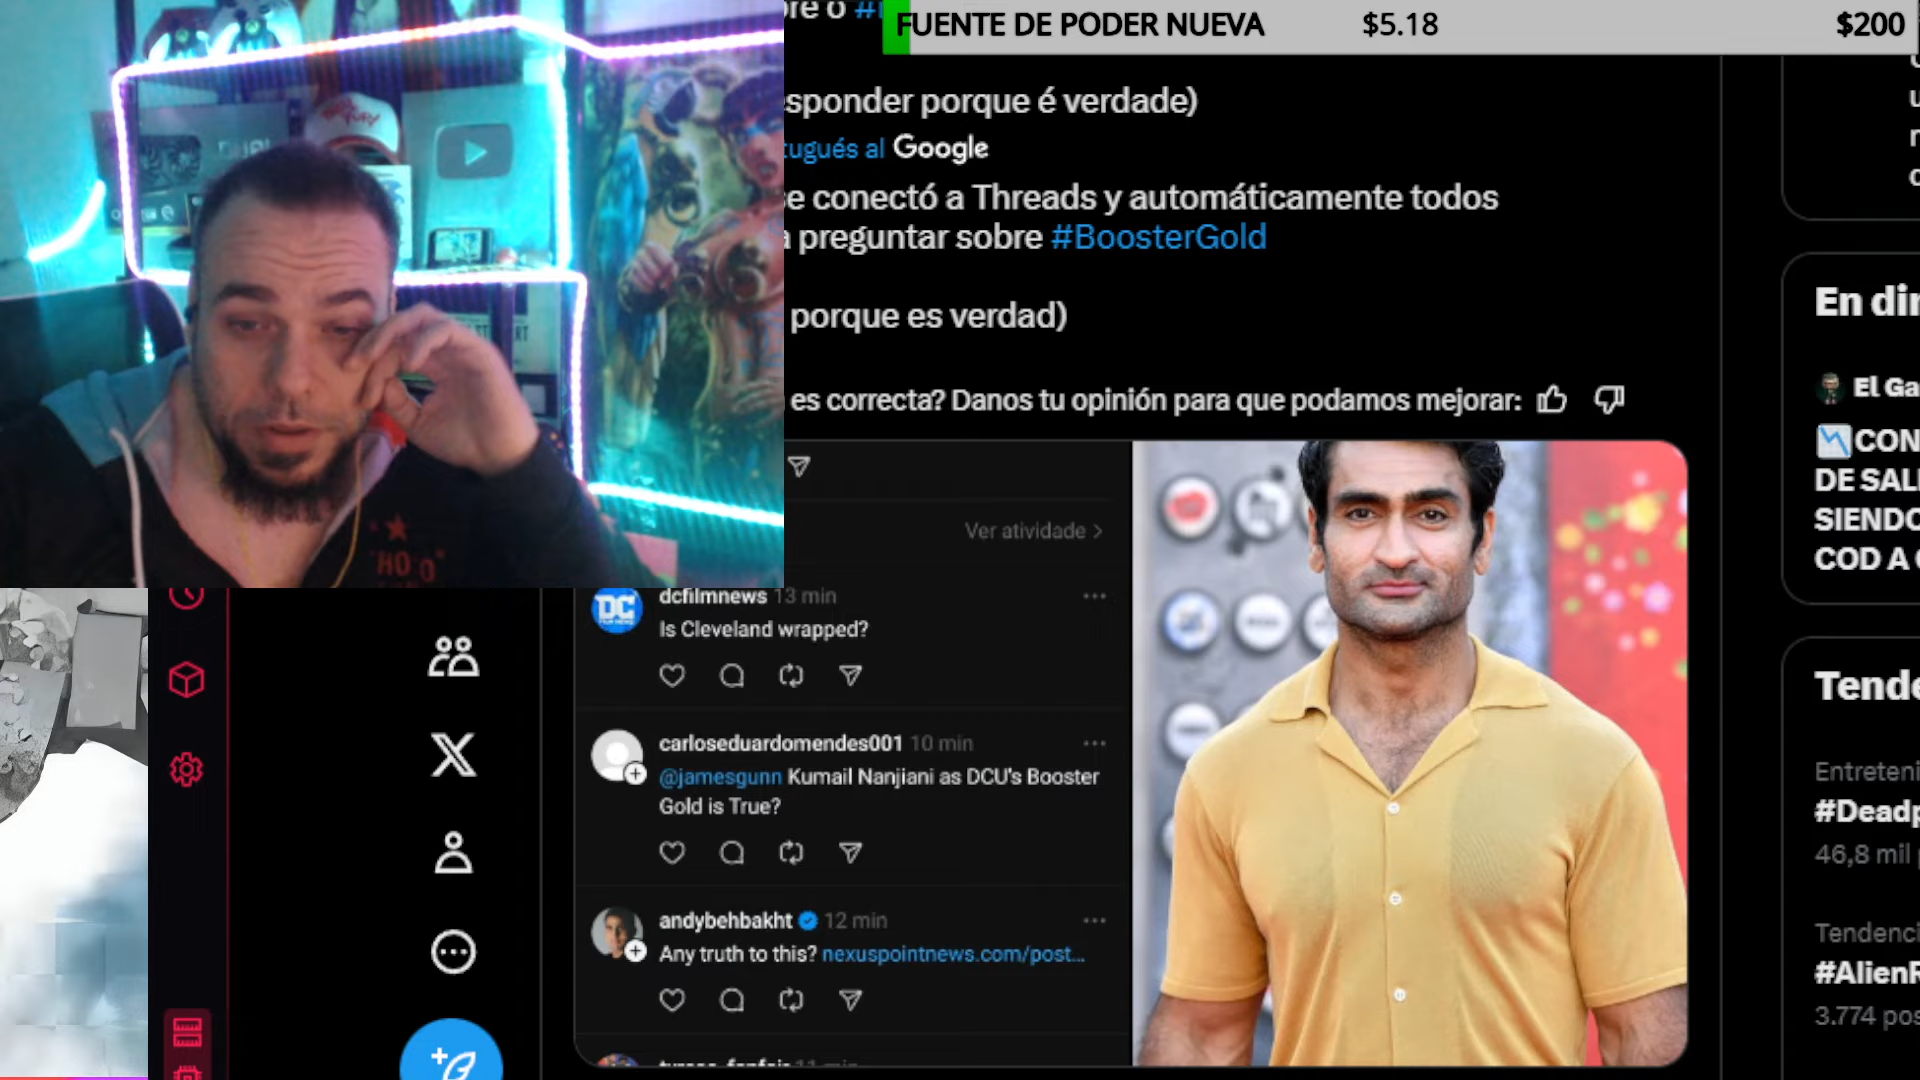 FUENTE DE PODER NUEVA $5.18 $200
esponder porque é verdade)
tugués al Google
se conectó a Threads y automáticamente todos
a preguntar sobre #BoosterGold
porque es verdad)
es correcta? Danos tu opinión para que podamos mejorar:
Ver atividade >
dcfilmnews 13 min
Is Cleveland wrapped?
carloseduardomendes001 10 min
@jamesgunn Kumail Nanjiani as DCU's Booster
Gold is True?
andybehbakht 12 min
Any truth to this? nexuspointnews.com/post...
En dir
El Ga
CON
DE SAL
SIENDO
COD A
Tende
Entreteni
#Deadp
46,8 mil
Tendenci
#AlienR
3.774 pos